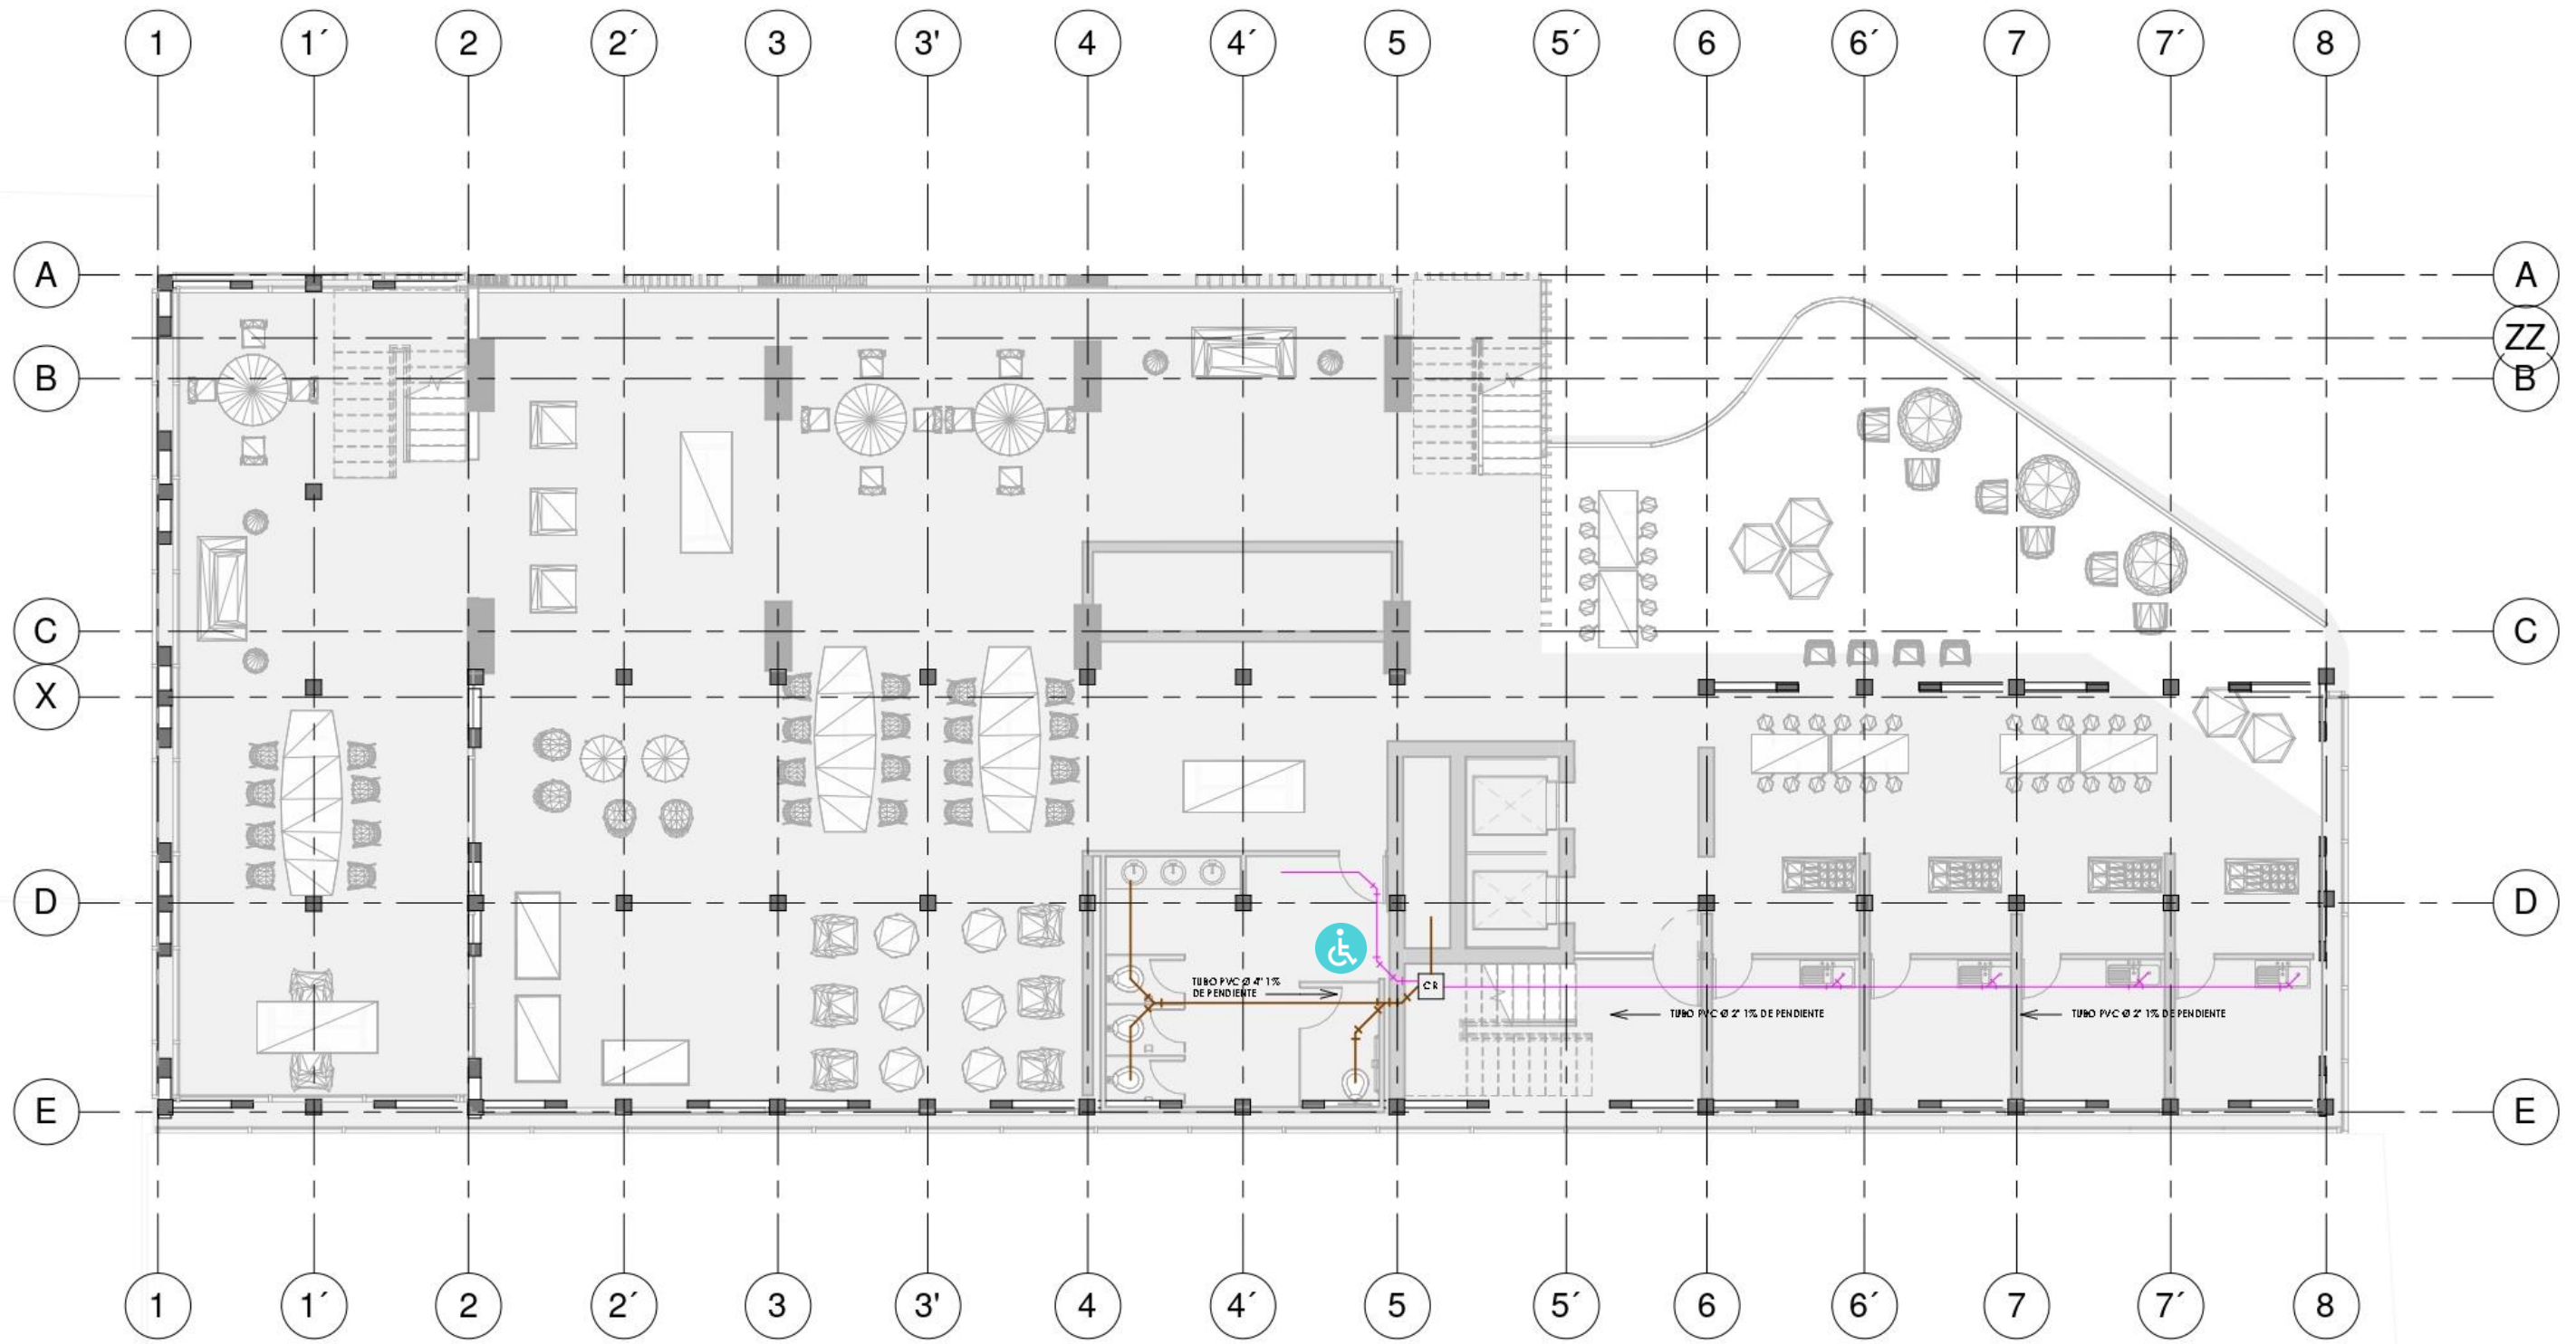 1 1´ 2 2´ 3 3' 4 4´ 5 5´ 6 6´ 7 7´ 8
A A
ZZ
B B
C C
X
D D
TUBO PVC Ø 4" 1%
DE PENDIENTE
CR
TUBO PVC Ø 2" 1% DE PENDIENTE
TUBO PVC Ø 2" 1% DE PENDIENTE
E E
1 1´ 2 2´ 3 3' 4 4´ 5 5´ 6 6´ 7 7´ 8